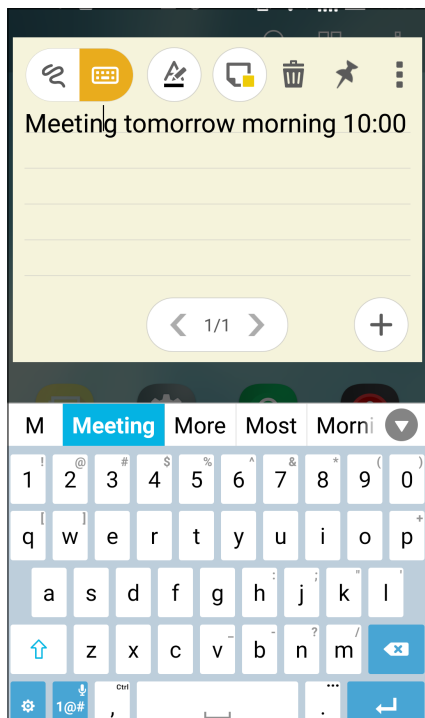 Meeting tomorrow morning 10:00
1/1
M Meeting More Most Morni
! @ # $ % ^ & * ( )
1 2 3 4 5 6 7 8 9 0
[ ] +
q w e r t y u i o p
: ; " '
a s d f g h j k l
_ - ? /
z x c v b n m
Ctrl ...
1@# , .